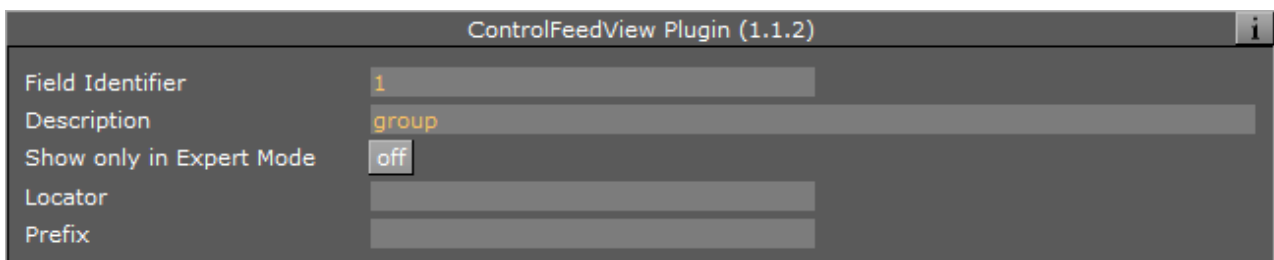 ControlFeedView Plugin (1.1.2) i
Field Identifier 1
Description group
Show only in Expert Mode off
Locator
Prefix